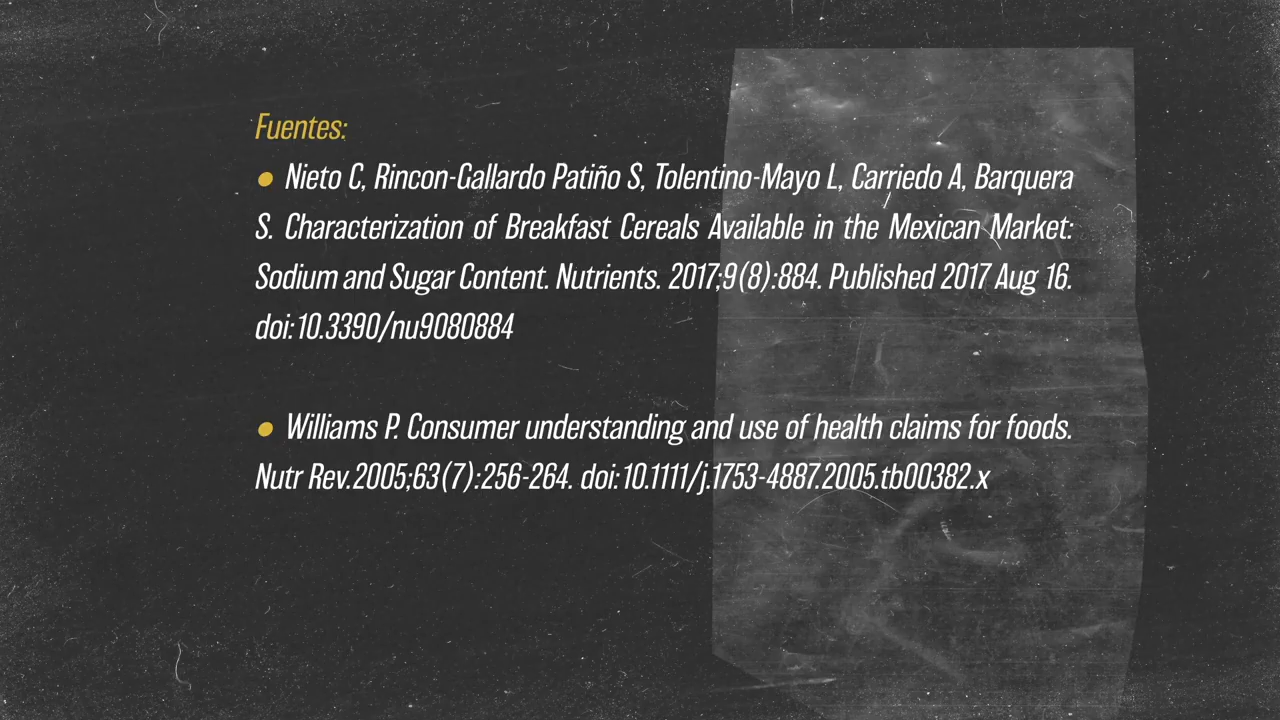 Fuentes:
● Nieto C, Rincon-Gallardo Patiño S, Tolentino-Mayo L, Carriedo A, Barquera
S. Characterization of Breakfast Cereals Available in the Mexican Market:
Sodium and Sugar Content. Nutrients. 2017;9(8):884. Published 2017 Aug 16.
doi:10.3390/nu9080884
● Williams P. Consumer understanding and use of health claims for foods.
Nutr Rev.2005;63(7):256-264. doi:10.1111/j.1753-4887.2005.tb00382.x